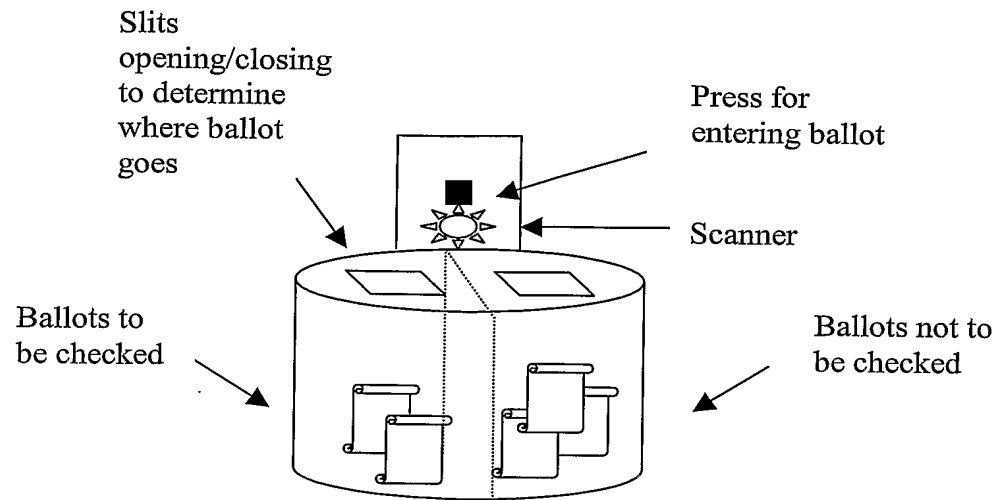 Slits
opening/closing
to determine
where ballot
goes
Press for
entering ballot
Scanner
Ballots to
be checked
Ballots not to
be checked